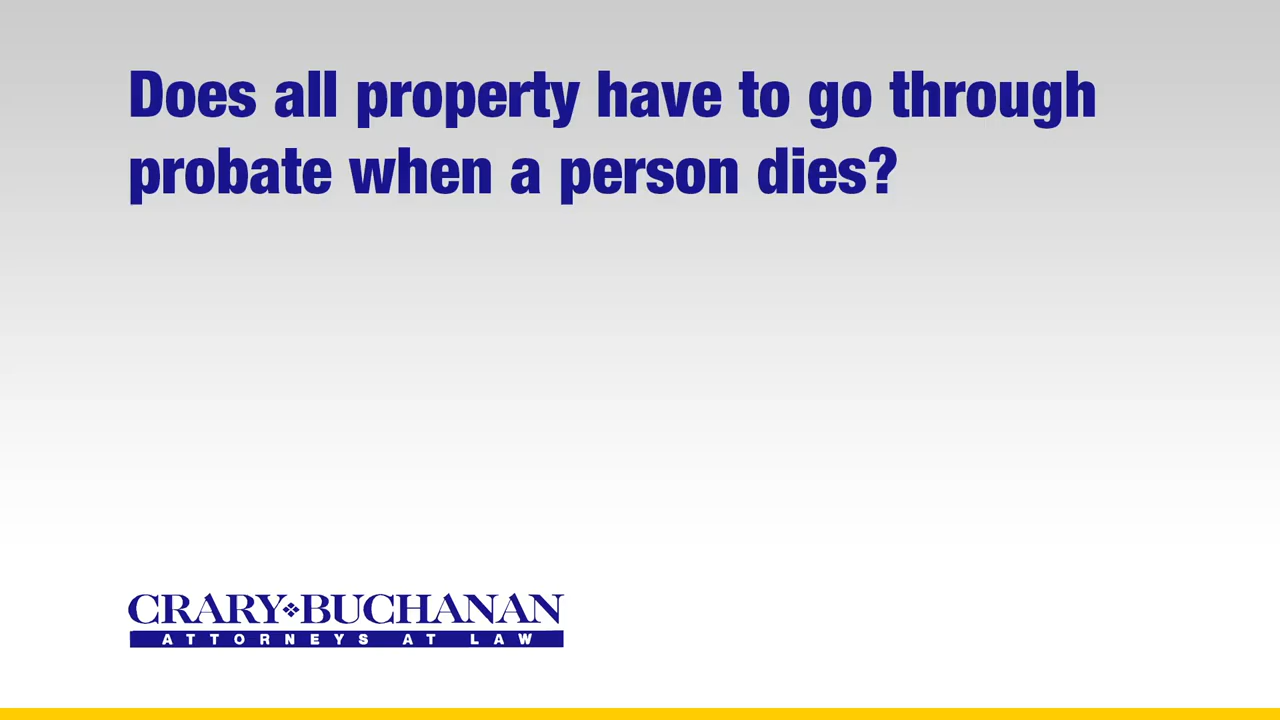 Does all property have to go through
probate when a person dies?
CRARY❖BUCHANAN
ATTORNEYS AT LAW